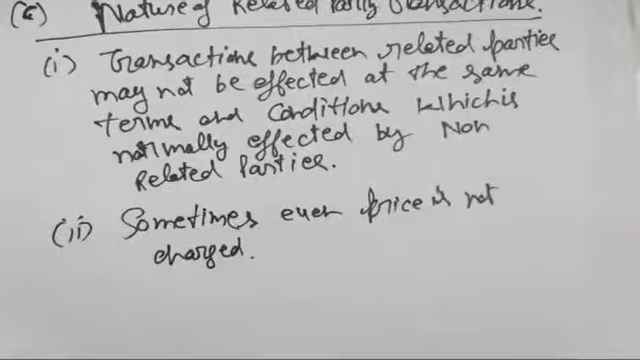 (C) Nature of Related Party Transactions.
(i) Transactions between related parties
may not be effected at the same
terms and Conditions which is
normally effected by Non
Related Parties.
(ii) Sometimes even price is not
charged.